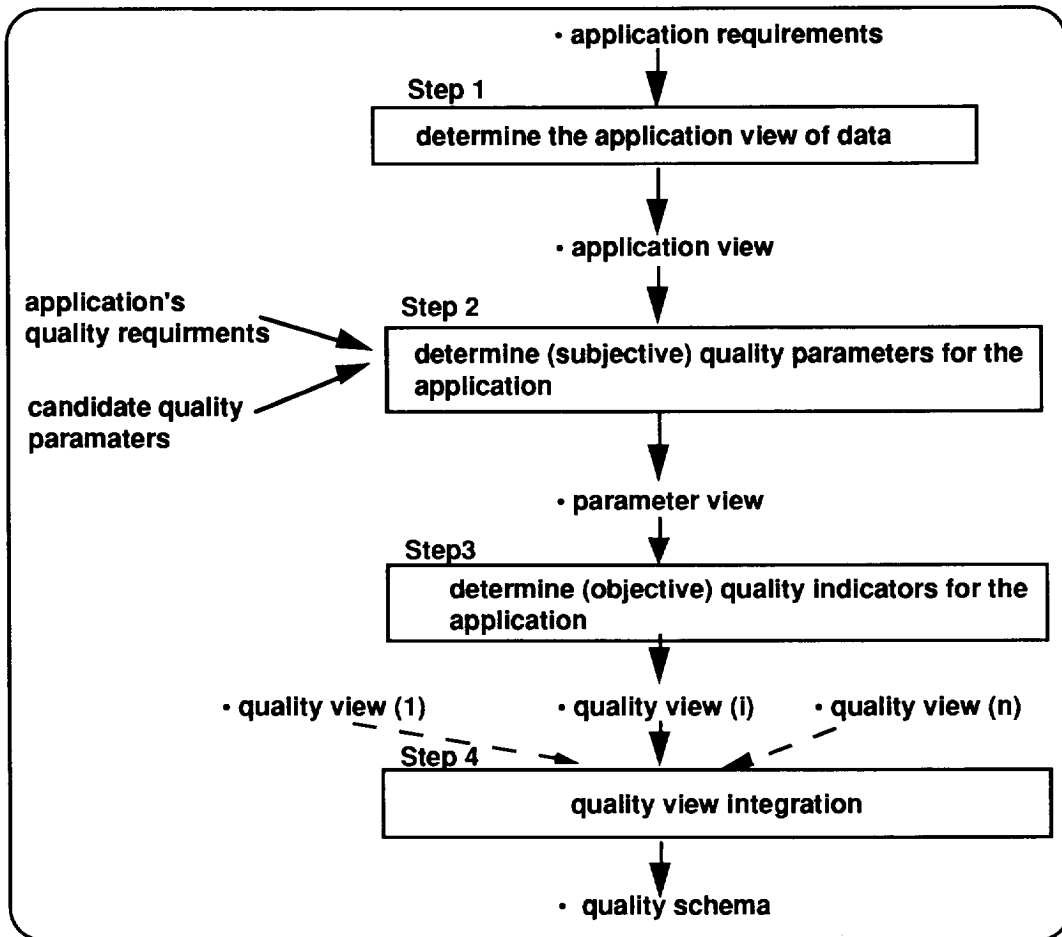 • application requirements
Step 1
determine the application view of data
• application view
application's
quality requirments
Step 2
determine (subjective) quality parameters for the
application
candidate quality
paramaters
• parameter view
Step3
determine (objective) quality indicators for the
application
• quality view (1)
• quality view (i)
• quality view (n)
Step 4
quality view integration
• quality schema